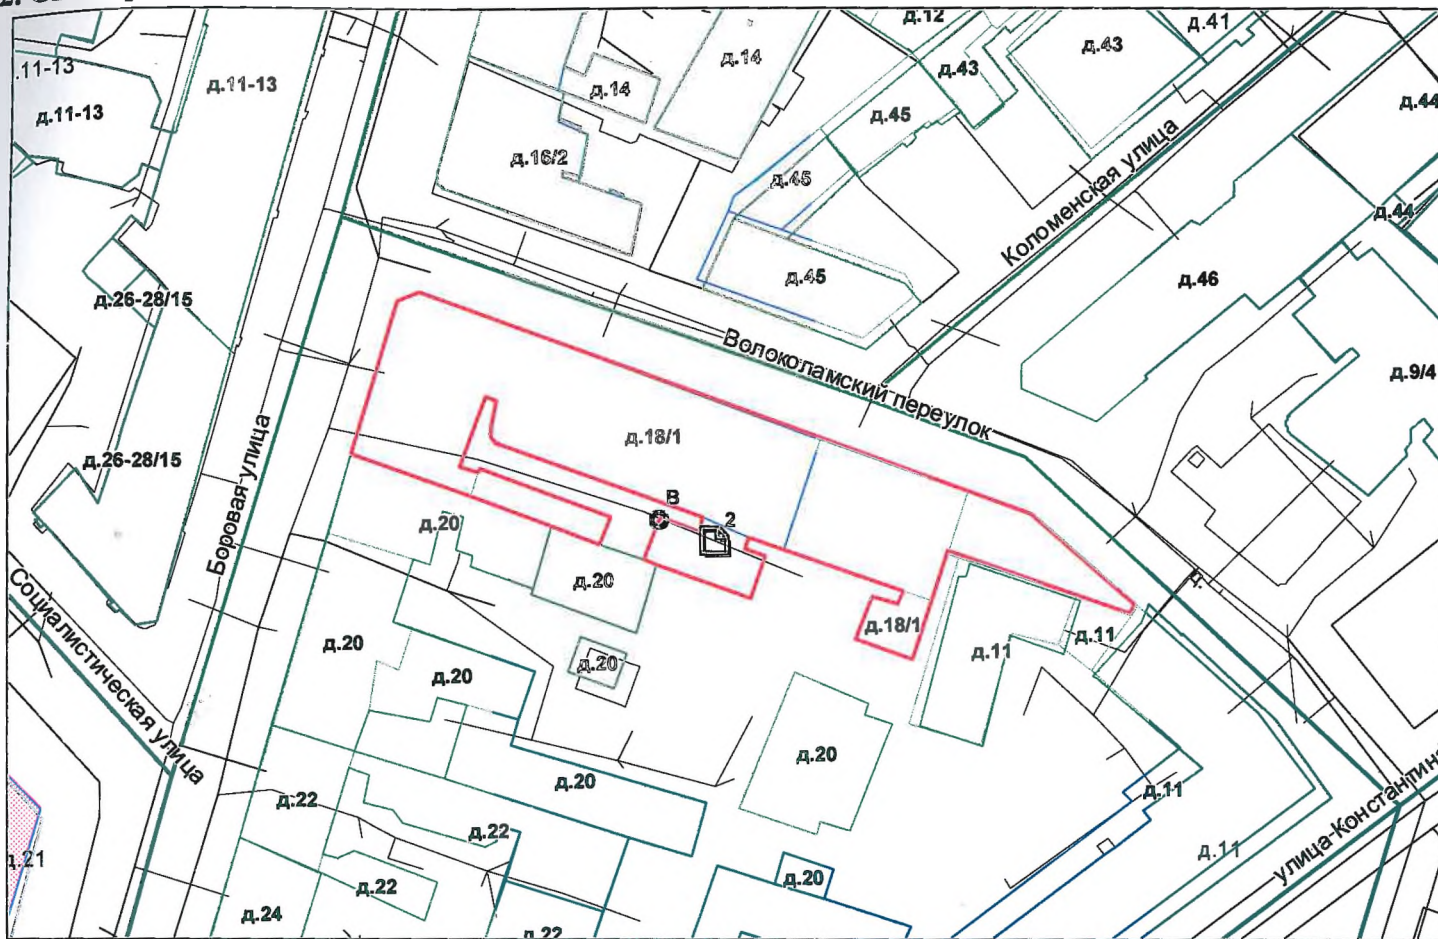 2.
д.12
д.41
.11-13
д.11-13
д.14
д.43
д.43
д.14
д.44
д.11-13
д.45
д.16/2
Коломенская улица
д.45
д.44
д.45
д.46
д.26-28/15
Волоколамский переулок
д.9/4
д.18/1
д.26-28/15
Боровая улица
В
2
д.20
д.20
Социалистическая улица
д.18/1
д.11
д.11
д.20
д.20
д.20
д.20
д.20
д.11
д.22
д.22
д.11
улица Константина
д.21
д.22
д.20
д.24
д.22